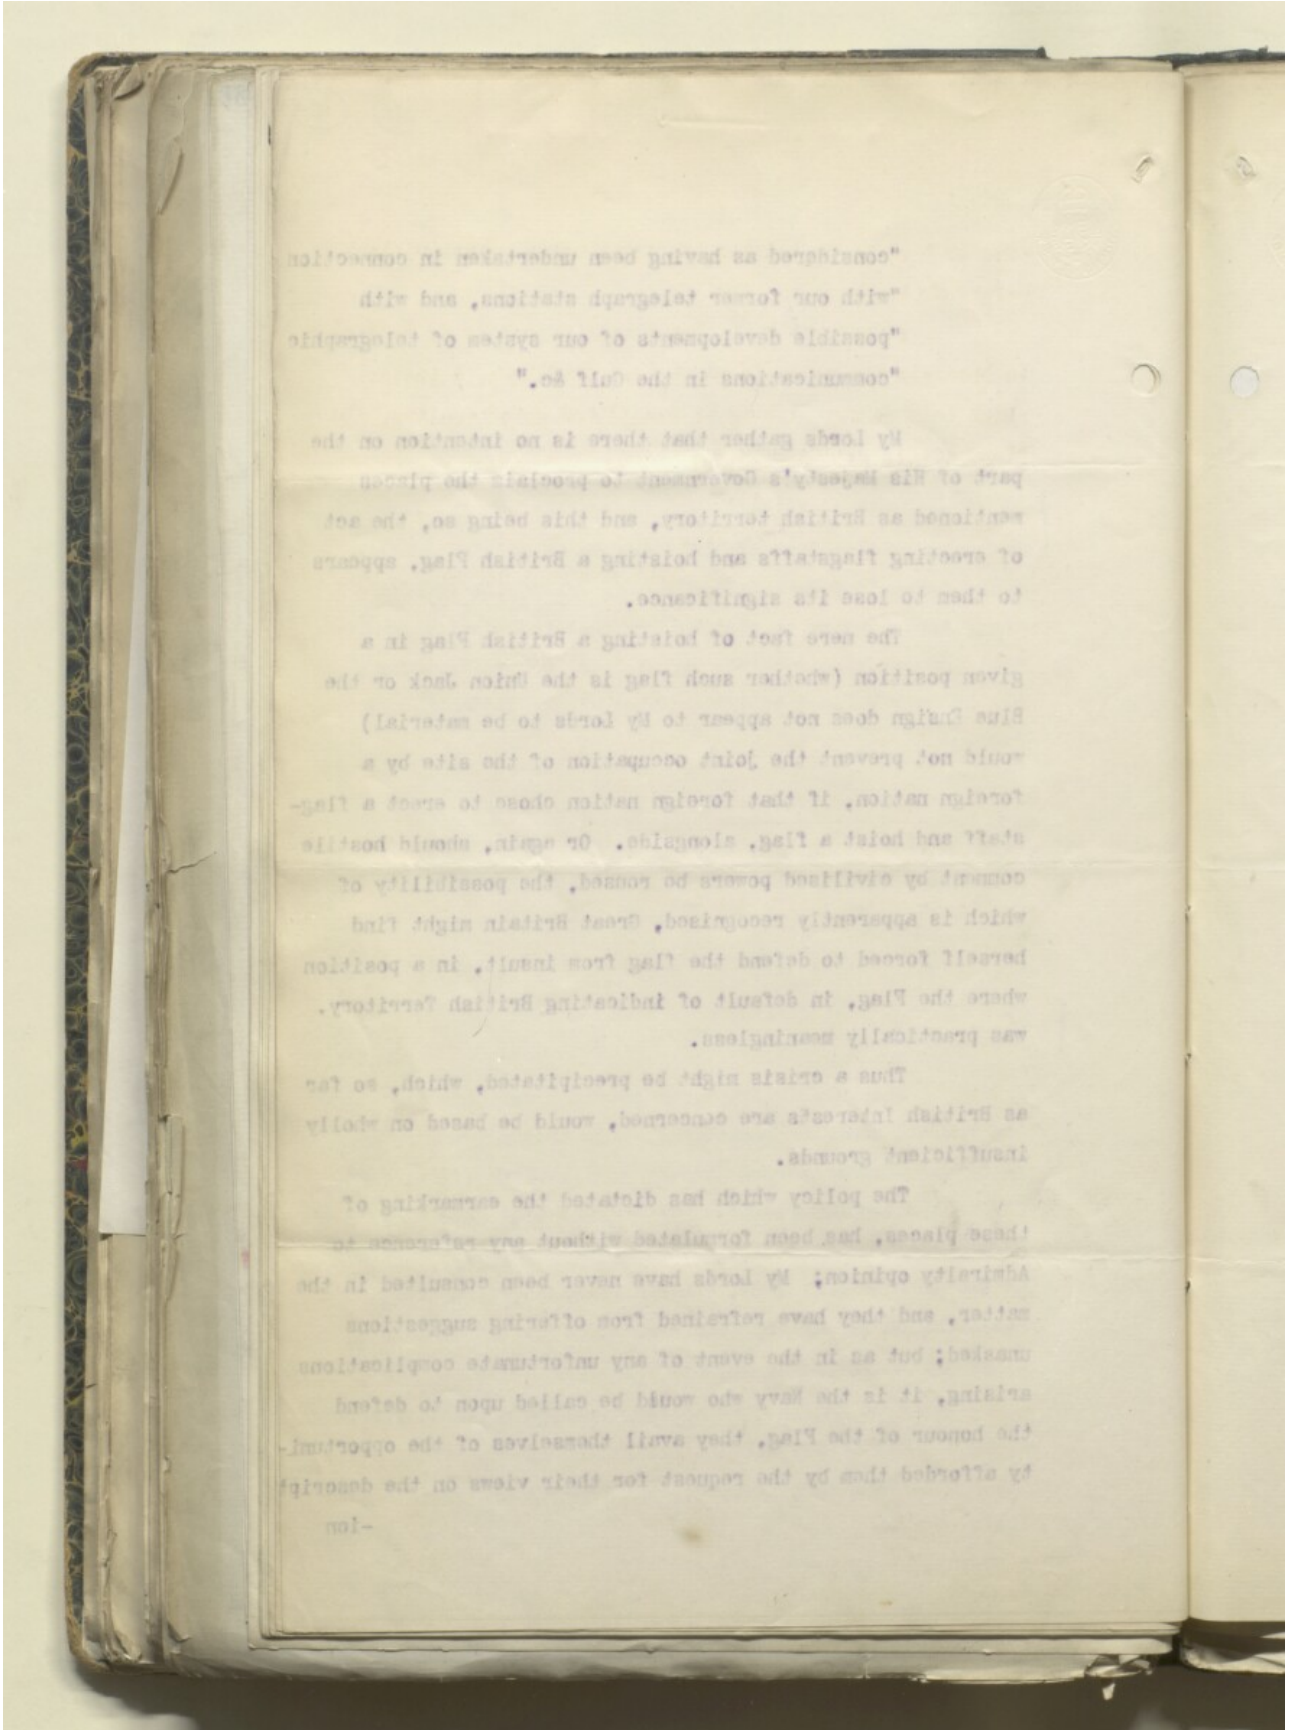 "considered as having been undertaken in connection
"with our former telegraph stations, and with
"possible developments of our system of telegraphic
"communications in the Gulf &c."
My Lords gather that there is no intention on the
part of His Majesty's Government to proclaim the places
mentioned as British territory, and this being so, the act
of erecting flagstaffs and hoisting a British Flag, appears
to them to lose its significance.
The mere fact of hoisting a British Flag in a
given position (whether such flag is the Union Jack or the
Blue Ensign does not appear to My Lords to be material)
would not prevent the joint occupation of the site by a
foreign nation, if that foreign nation chose to erect a flag-
staff and hoist a flag, alongside. Or again, should hostile
comment by civilised powers be roused, the possibility of
which is apparently recognised, Great Britain might find
herself forced to defend the flag from insult, in a position
where the Flag, in default of indicating British Territory,
was practically meaningless.
Thus a crisis might be precipitated, which, so far
as British Interests are concerned, would be based on wholly
insufficient grounds.
The policy which has dictated the earmarking of
these places, has been formulated without any reference to
Admiralty opinion; My Lords have never been consulted in the
matter, and they have refrained from offering suggestions
unasked; but as in the event of any unfortunate complications
arising, it is the Navy who would be called upon to defend
the honour of the Flag, they avail themselves of the opportuni-
ty afforded them by the request for their views on the descript
-ion